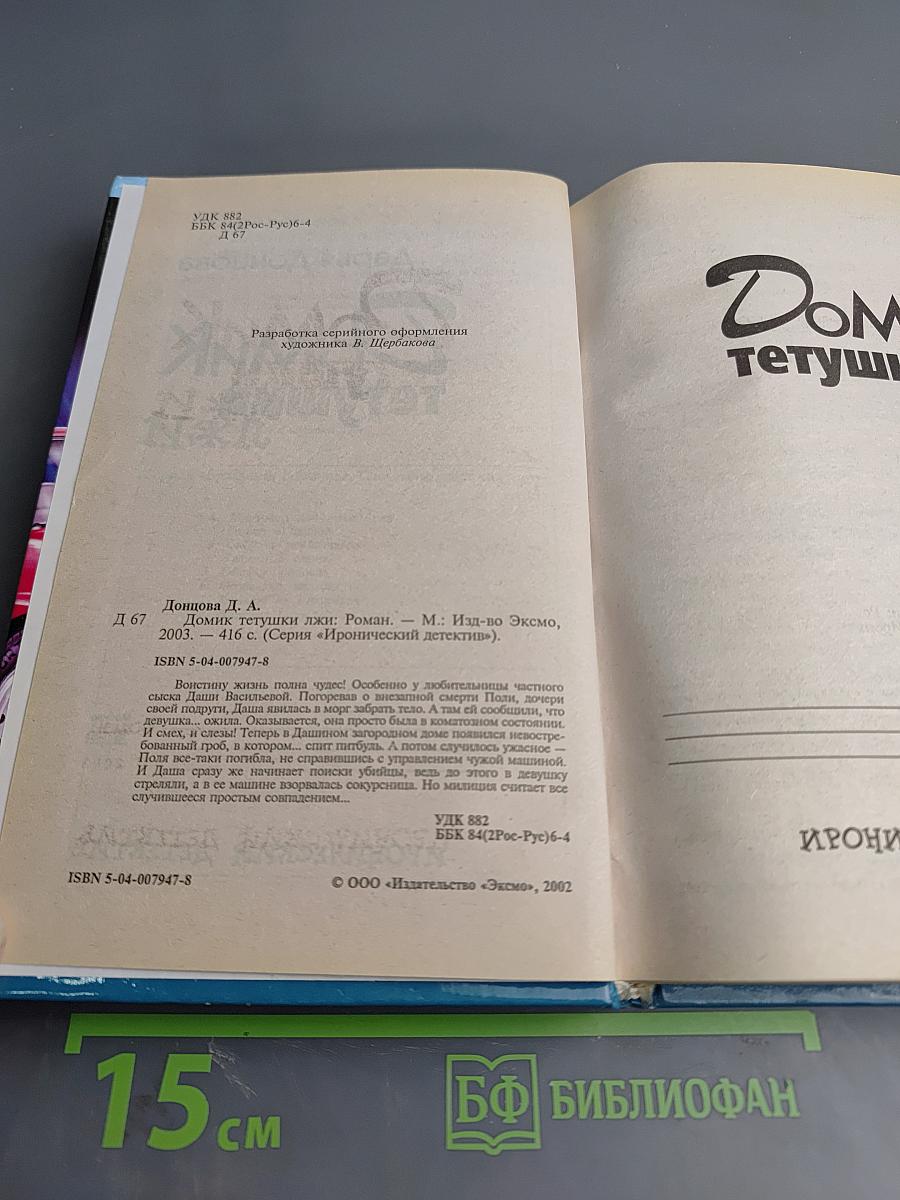 УДК 882
ББК 84(2Рос-Рус)6-4
Д 67
Разработка серийного оформления
художника В. Щербакова
Донцова Д. А.
Д 67 Домик тетушки лжи: Роман. — М.: Изд-во Эксмо,
2003. — 416 с. (Серия «Иронический детектив»).
ISBN 5-04-007947-8
Воистину жизнь полна чудес! Особенно у любительницы частного
сыска Даши Васильевой. Погоревав о внезапной смерти Поли, дочери
своей подруги, Даша явилась в морг забрать тело. А там ей сообщили, что
девушка... ожила. Оказывается, она просто была в коматозном состоянии.
И смех, и слезы! Теперь в Дашином загородном доме появился невостре-
бованный гроб, в котором... спит питбуль. А потом случилось ужасное —
Поля все-таки погибла, не справившись с управлением чужой машиной.
И Даша сразу же начинает поиски убийцы, ведь до этого в девушку
стреляли, а в ее машине взорвалась сокурсница. Но милиция считает все
случившееся простым совпадением...
УДК 882
ББК 84(2Рос-Рус)6-4
ISBN 5-04-007947-8
© ООО «Издательство «Эксмо», 2002
Дом
тетушк
ИРОНИ
15 см
БФ БИБЛИОФАН